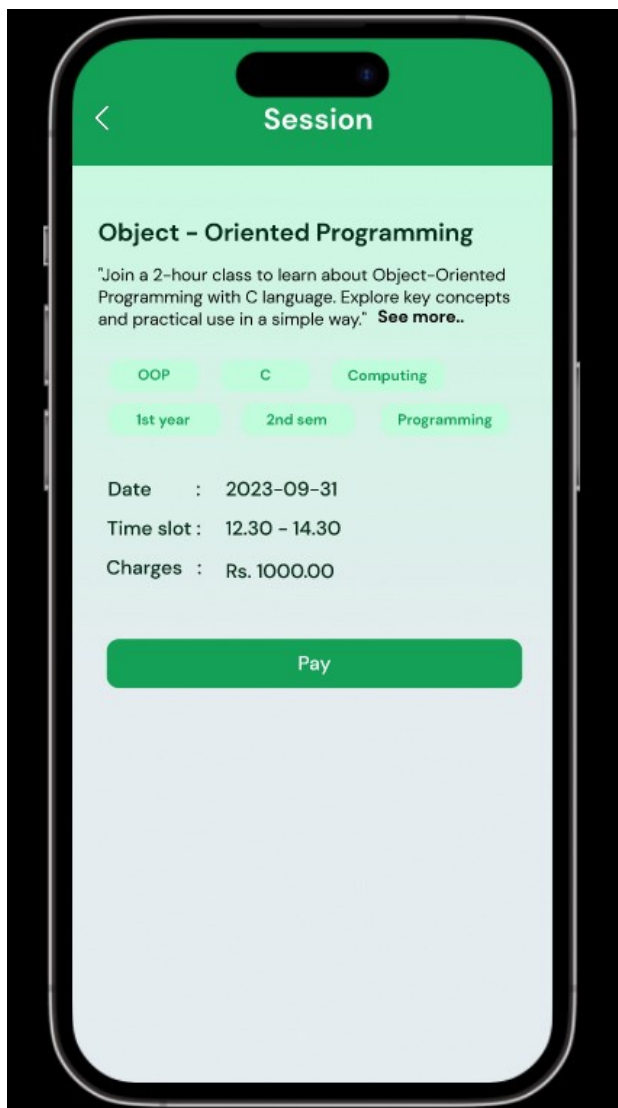 Session
Object - Oriented Programming
"Join a 2-hour class to learn about Object-Oriented
Programming with C language. Explore key concepts
and practical use in a simple way." See more..
OOP C Computing
1st year 2nd sem Programming
Date : 2023-09-31
Time slot : 12.30 - 14.30
Charges : Rs. 1000.00
Pay